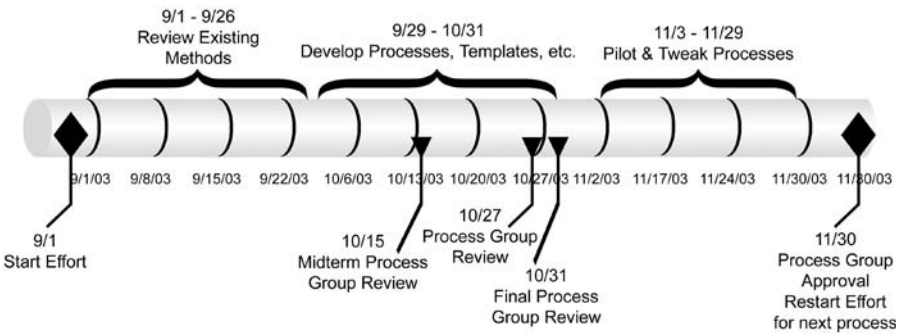 9/1 - 9/26
Review Existing
Methods
9/29 - 10/31
Develop Processes, Templates, etc.
11/3 - 11/29
Pilot & Tweak Processes
9/1/03 9/8/03 9/15/03 9/22/03 10/6/03 10/13/03 10/20/03 10/27/03 11/2/03 11/17/03 11/24/03 11/30/03 11/30/03
9/1
Start Effort
10/15
Midterm Process
Group Review
10/27
Process Group
Review
10/31
Final Process
Group Review
11/30
Process Group
Approval
Restart Effort
for next process